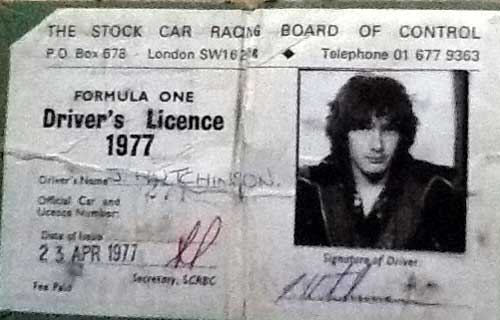 THE STOCK CAR RACING BOARD OF CONTROL
P.O. Box 678 - London SW16 ◆ Telephone 01 677 9363
FORMULA ONE
Driver's Licence
1977
Driver's Name HUTCHINSON.
Official Car and
Licence Number:
Date of Issue
23 APR 1977
Secretary, SCRBC
Fee Paid
Signature of Driver